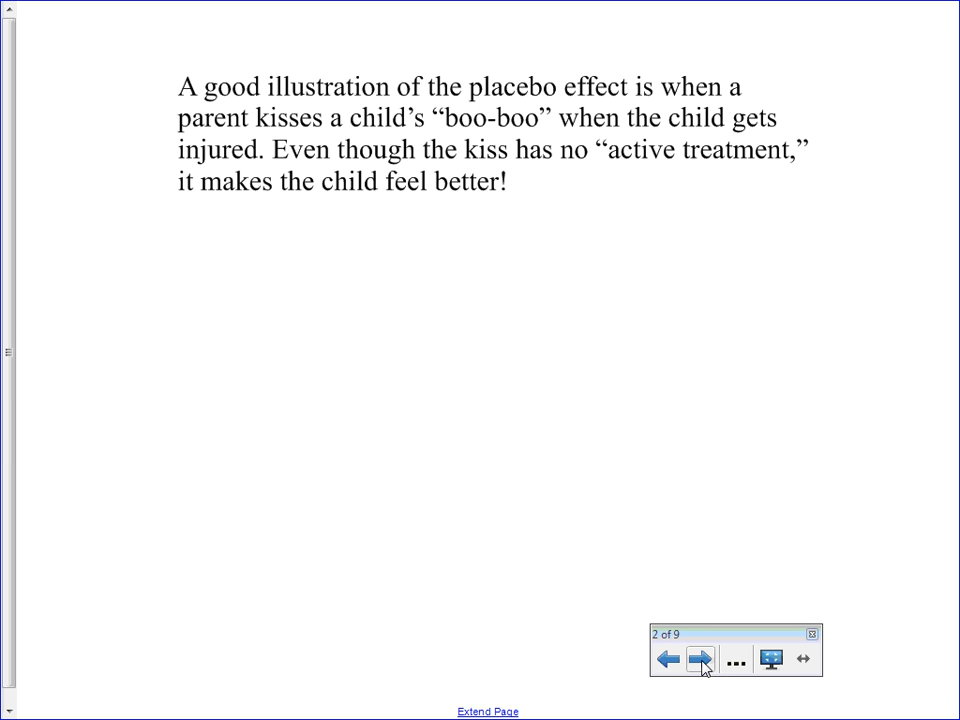 A good illustration of the placebo effect is when a
parent kisses a child’s “boo-boo” when the child gets
injured. Even though the kiss has no “active treatment,”
it makes the child feel better!
2 of 9
...
Extend Page